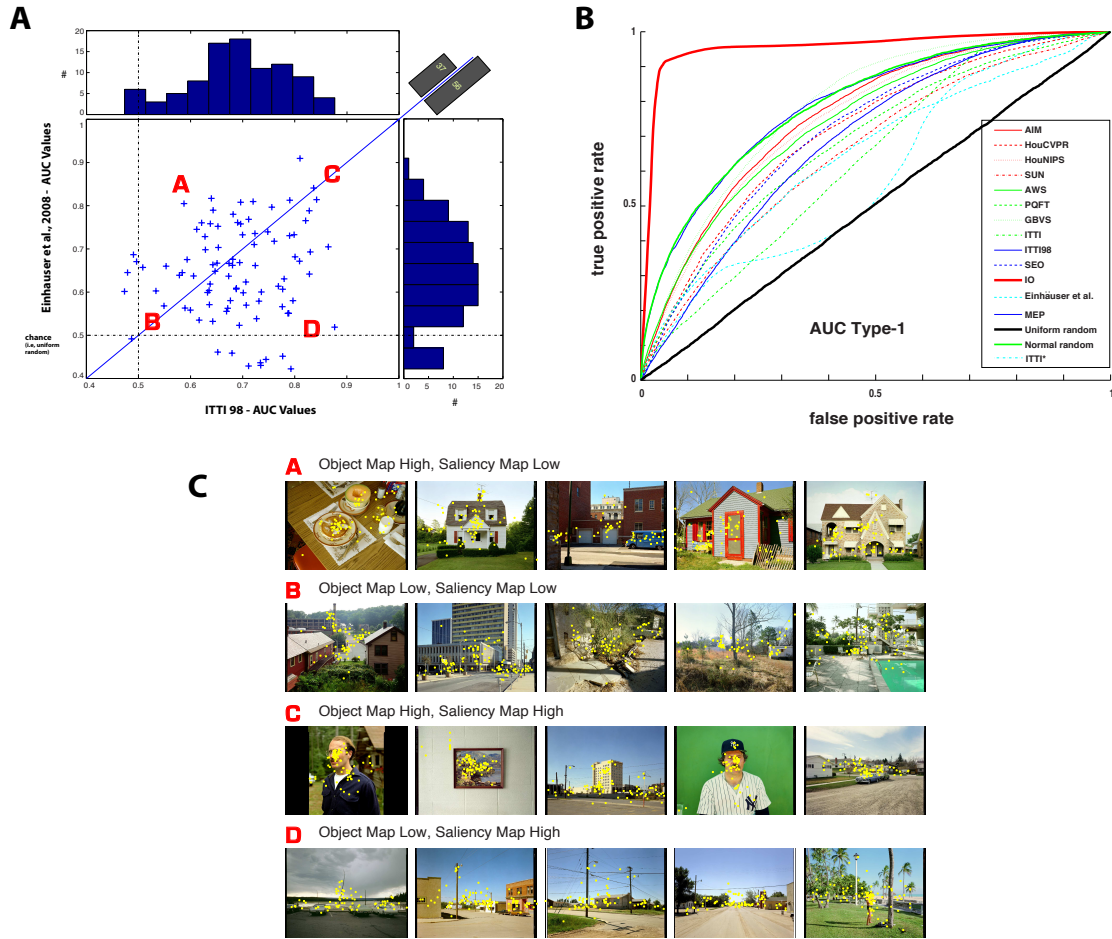 A
20
15
10
5
0
#
37
56
1
0.9
0.8
0.7
0.6
0.5
0.4
Einhauser et al., 2008 - AUC Values
chance
(i.e, uniform
random)
A
B
C
D
0.4
0.5
0.6
0.7
0.8
0.9
1
ITTI 98 - AUC Values
0
5
10
15
20
#
B
1
0.5
0
true positive rate
0
0.5
1
false positive rate
AUC Type-1
AIM
HouCVPR
HouNIPS
SUN
AWS
PQFT
GBVS
ITTI
ITTI98
SEO
IO
Einhäuser et al.
MEP
Uniform random
Normal random
ITTI*
C
A Object Map High, Saliency Map Low
B Object Map Low, Saliency Map Low
C Object Map High, Saliency Map High
D Object Map Low, Saliency Map High